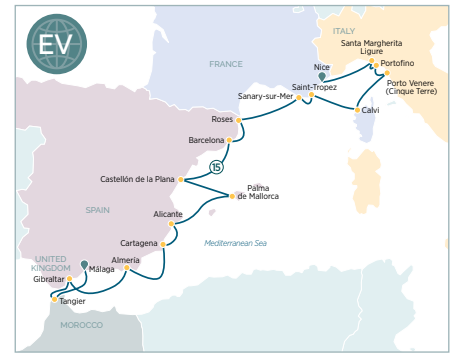 EV
ITALY
Santa Margherita
Ligure
Portofino
FRANCE
Nice
Porto Venere
(Cinque Terre)
Saint-Tropez
Sanary-sur-Mer
Calvi
Roses
Barcelona
15
Castellón de la Plana
Palma
de Mallorca
SPAIN
Alicante
Cartagena
Mediterranean Sea
Almería
UNITED
KINGDOM
Málaga
Gibraltar
Tangier
MOROCCO